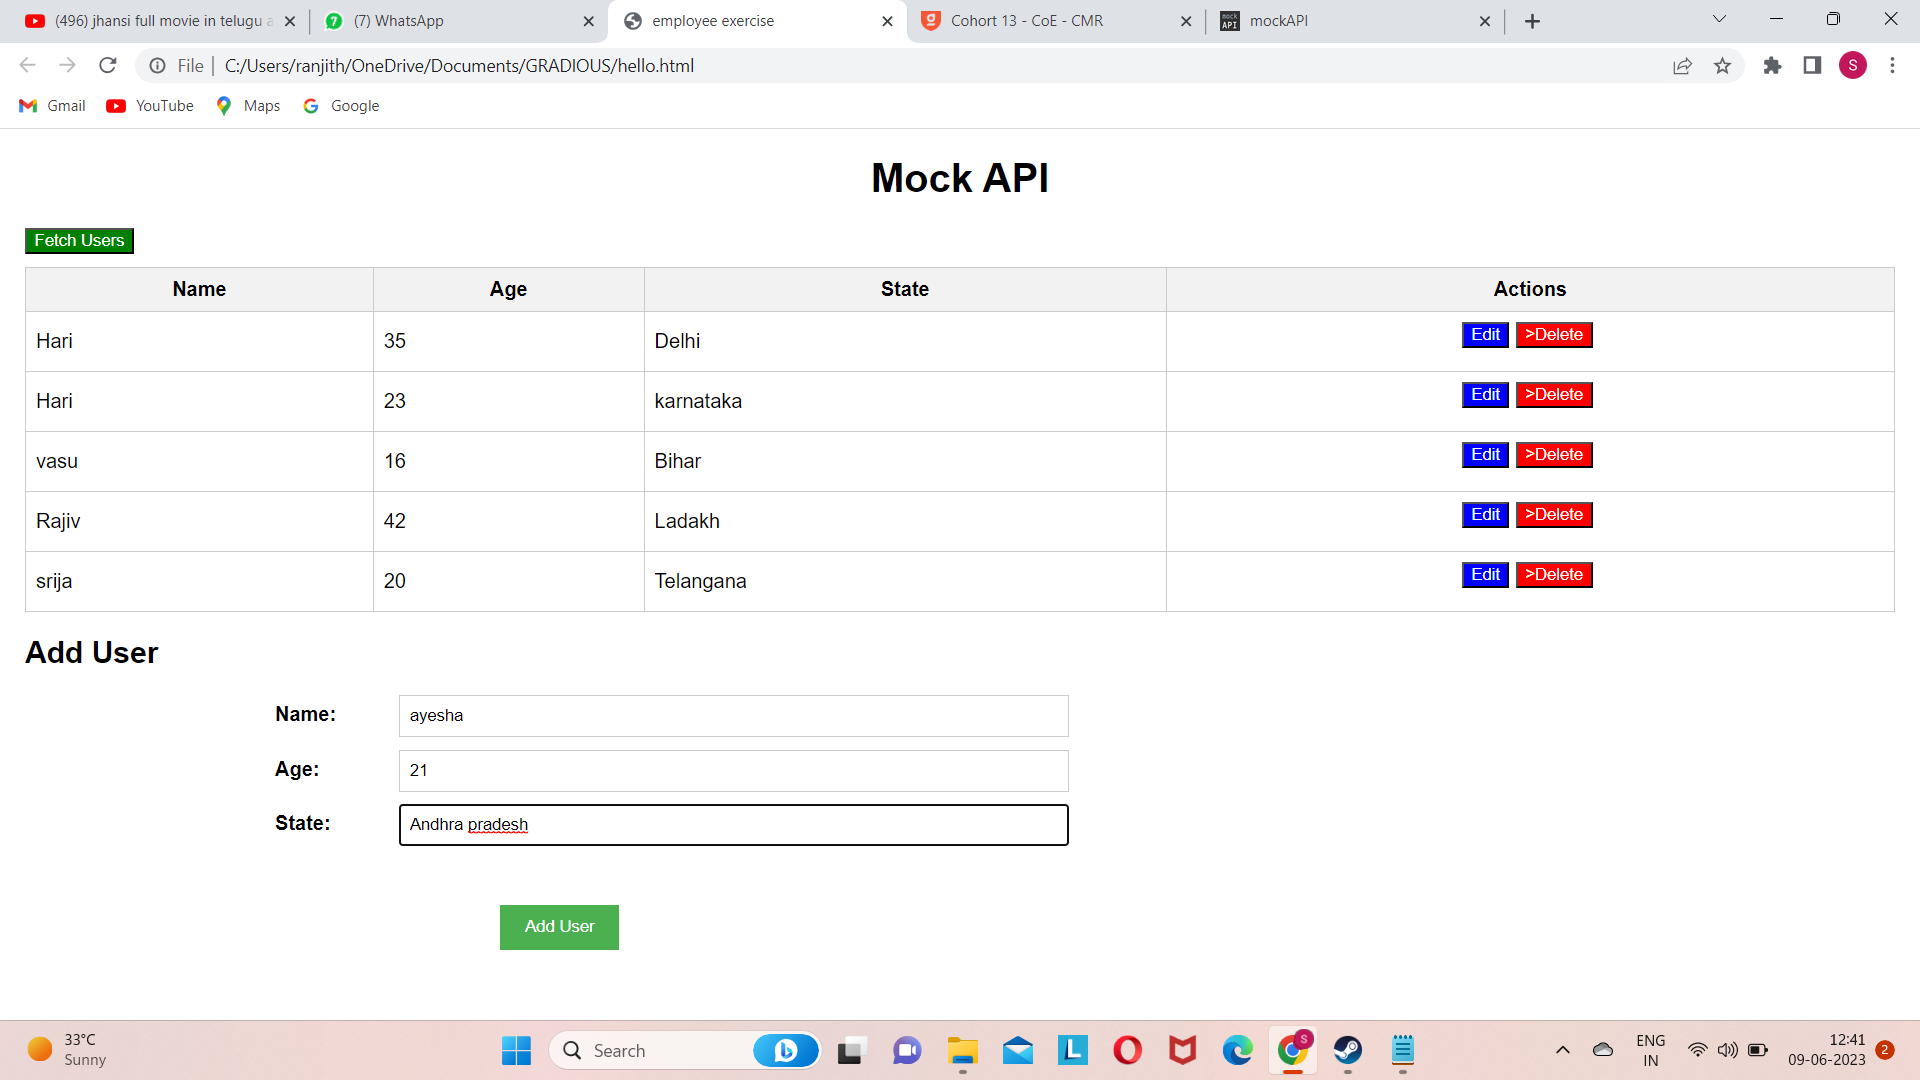 (496) jhansi full movie in telugu a
(7) WhatsApp
employee exercise
Cohort 13 - CoE - CMR
mockAPI
File
C:/Users/ranjith/OneDrive/Documents/GRADIOUS/hello.html
S
Gmail
YouTube
Maps
Google
Mock API
Fetch Users
Name Age State Actions
Hari 35 Delhi Edit >Delete
Hari 23 karnataka Edit >Delete
vasu 16 Bihar Edit >Delete
Rajiv 42 Ladakh Edit >Delete
srija 20 Telangana Edit >Delete
Add User
Name: ayesha
Age: 21
State: Andhra pradesh
Add User
33°C
Sunny
Search
ENG
IN
12:41
09-06-2023
2